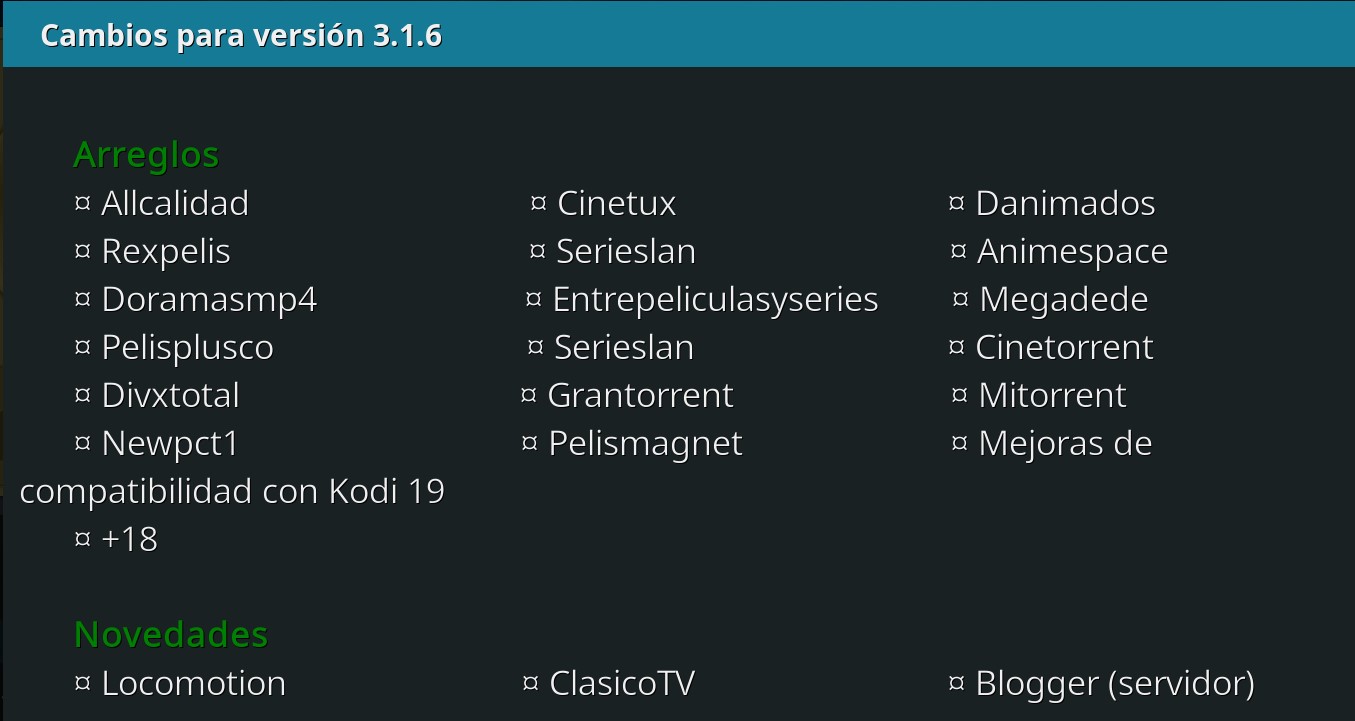 Cambios para versión 3.1.6
Arreglos
¤ Allcalidad ¤ Cinetux ¤ Danimados
¤ Rexpelis ¤ Serieslan ¤ Animespace
¤ Doramasmp4 ¤ Entrepeliculasyseries ¤ Megadede
¤ Pelisplusco ¤ Serieslan ¤ Cinetorrent
¤ Divxtotal ¤ Grantorrent ¤ Mitorrent
¤ Newpct1 ¤ Pelismagnet ¤ Mejoras de
compatibilidad con Kodi 19
¤ +18
Novedades
¤ Locomotion ¤ ClasicoTV ¤ Blogger (servidor)